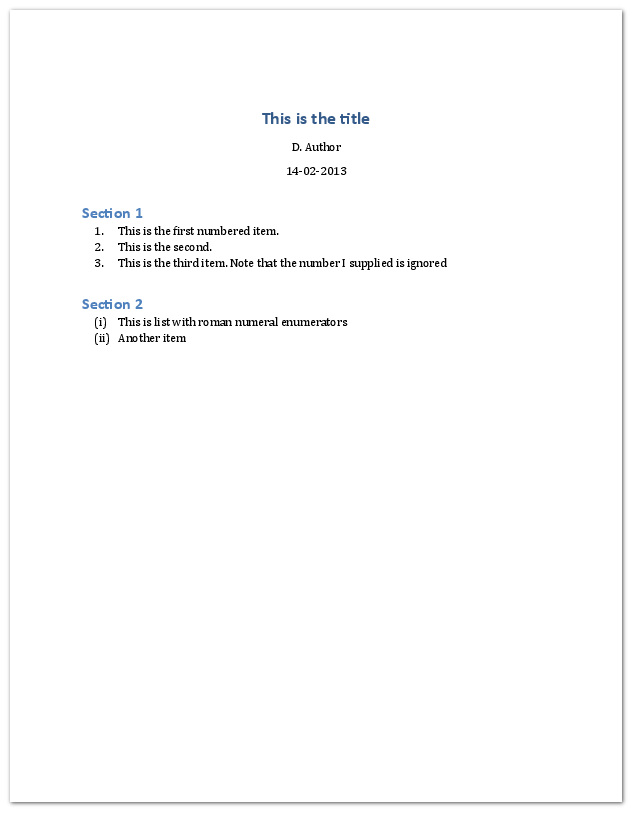 This is the title
D. Author
14-02-2013
Section 1
1. This is the first numbered item.
2. This is the second.
3. This is the third item. Note that the number I supplied is ignored
Section 2
(i) This is list with roman numeral enumerators
(ii) Another item